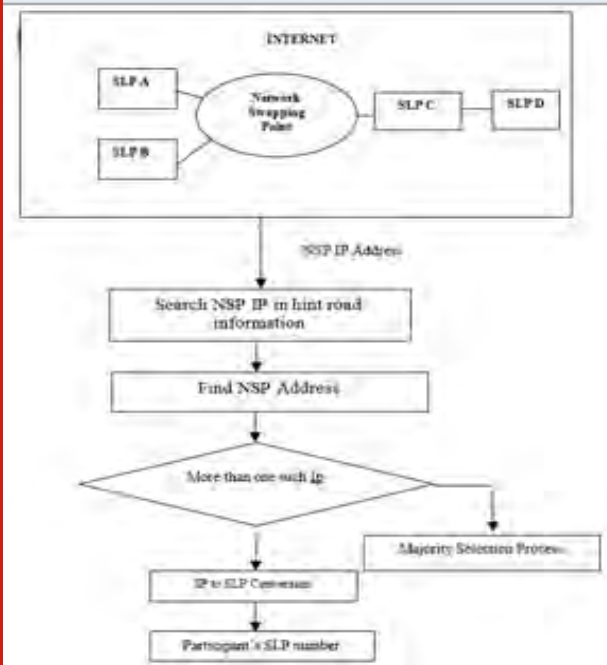 INTERNET
SLP A
Network
Swapping
Point
SLP C
SLP D
SLP B
NSP IP Address
Search NSP IP in hint road
information
Find NSP Address
More than one such ip
Majority Selection Process
IP to SLP Conversion
Participant's SLP number